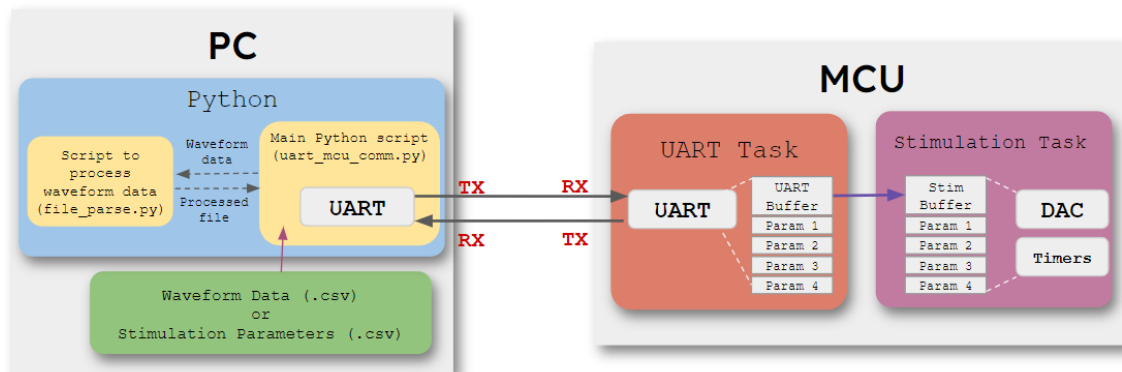 PC
Python
Script to
process
waveform data
(file_parse.py)
Waveform
data
Processed
file
Main Python script
(uart_mcu_comm.py)
UART
Waveform Data (.csv)
or
Stimulation Parameters (.csv)
TX
RX
RX
TX
MCU
UART Task
UART
UART
Buffer
Param 1
Param 2
Param 3
Param 4
Stimulation Task
Stim
Buffer
Param 1
Param 2
Param 3
Param 4
DAC
Timers